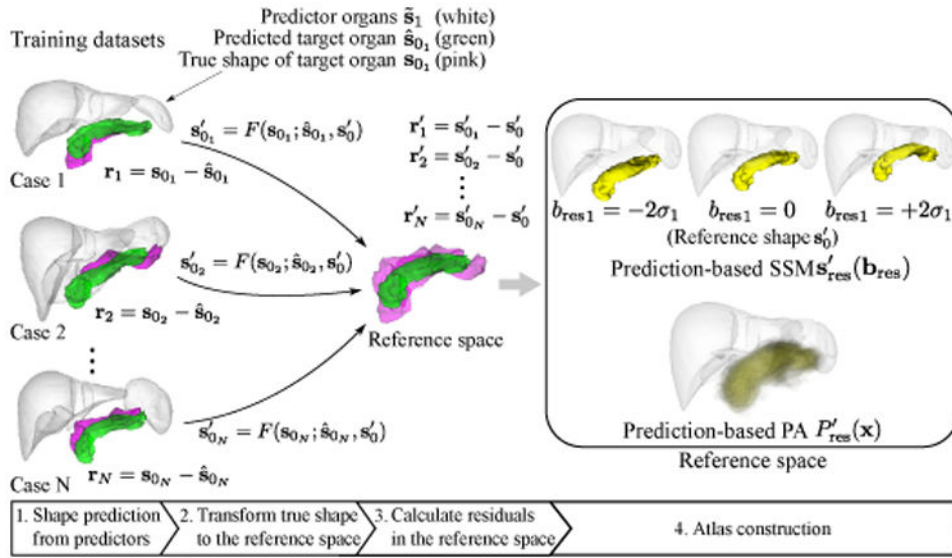 Training datasets
Predictor organs s̃₁ (white)
Predicted target organ ŝ₀₁ (green)
True shape of target organ s₀₁ (pink)
s′₀₁ = F(s₀₁; ŝ₀₁, s′₀)
r₁ = s₀₁ − ŝ₀₁
Case 1
s′₀₂ = F(s₀₂; ŝ₀₂, s′₀)
r₂ = s₀₂ − ŝ₀₂
Case 2
⋮
s′₀N = F(s₀N; ŝ₀N, s′₀)
rN = s₀N − ŝ₀N
Case N
r′₁ = s′₀₁ − s′₀
r′₂ = s′₀₂ − s′₀
⋮
r′N = s′₀N − s′₀
Reference space
b_res1 = −2σ₁ b_res1 = 0 b_res1 = +2σ₁
(Reference shape s′₀)
Prediction-based SSM s′_res(b_res)
Prediction-based PA P′_res(x)
Reference space
1. Shape prediction
from predictors
2. Transform true shape
to the reference space
3. Calculate residuals
in the reference space
4. Atlas construction